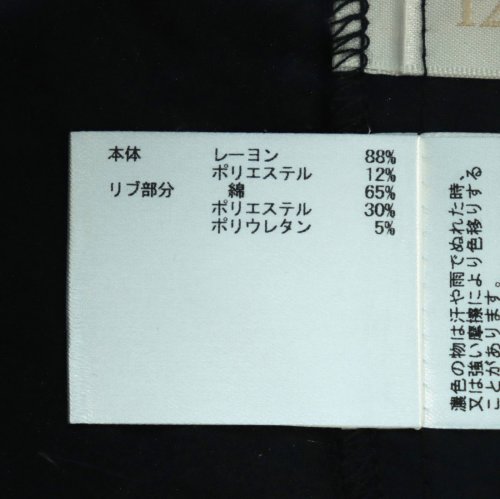 本体 レーヨン 88%
ポリエステル 12%
リブ部分 綿 65%
ポリエステル 30%
ポリウレタン 5%
濃色の物は汗や雨でぬれた時、
又は強い摩擦により色移りする
ことがあります。